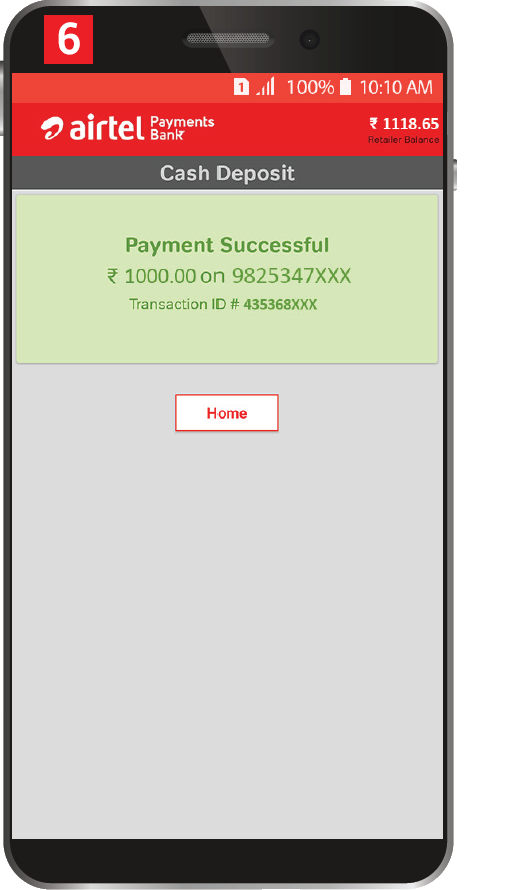 6
1 100% 10:10 AM
airtel Payments Bank
₹ 1118.65
Retailer Balance
Cash Deposit
Payment Successful
₹ 1000.00 on 9825347XXX
Transaction ID # 435368XXX
Home